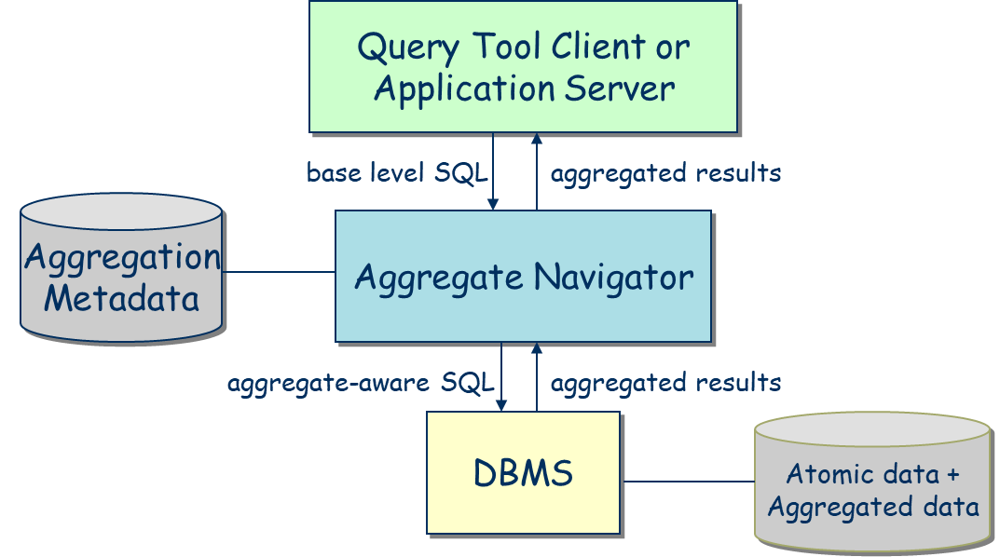 Query Tool Client or
Application Server
base level SQL
aggregated results
Aggregation
Metadata
Aggregate Navigator
aggregate-aware SQL
aggregated results
DBMS
Atomic data +
Aggregated data